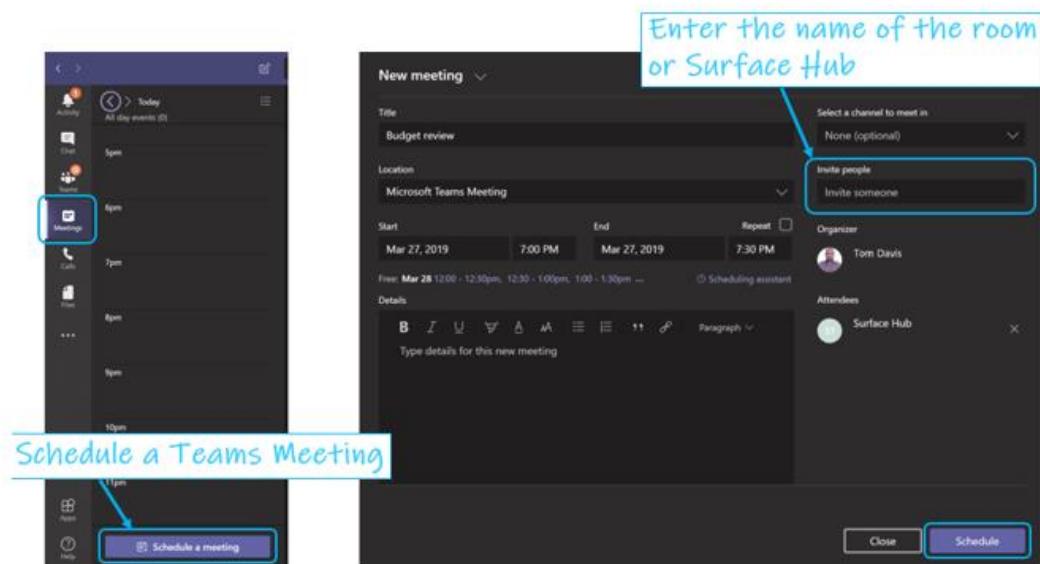 Enter the name of the room
or Surface Hub
Activity
Today
All day events (0)
Chat
5pm
Teams
6pm
Meetings
Calls
7pm
Files
8pm
9pm
10pm
Schedule a Teams Meeting
11pm
Apps
Help
Schedule a meeting
New meeting
Title
Budget review
Location
Microsoft Teams Meeting
Start End Repeat
Mar 27, 2019 7:00 PM Mar 27, 2019 7:30 PM
Free: Mar 28 12:00 - 12:30pm, 12:30 - 1:00pm, 1:00 - 1:30pm ... Scheduling assistant
Details
B I U A AA Paragraph
Type details for this new meeting
Select a channel to meet in
None (optional)
Invite people
Invite someone
Organizer
Tom Davis
Attendees
Surface Hub
Close Schedule